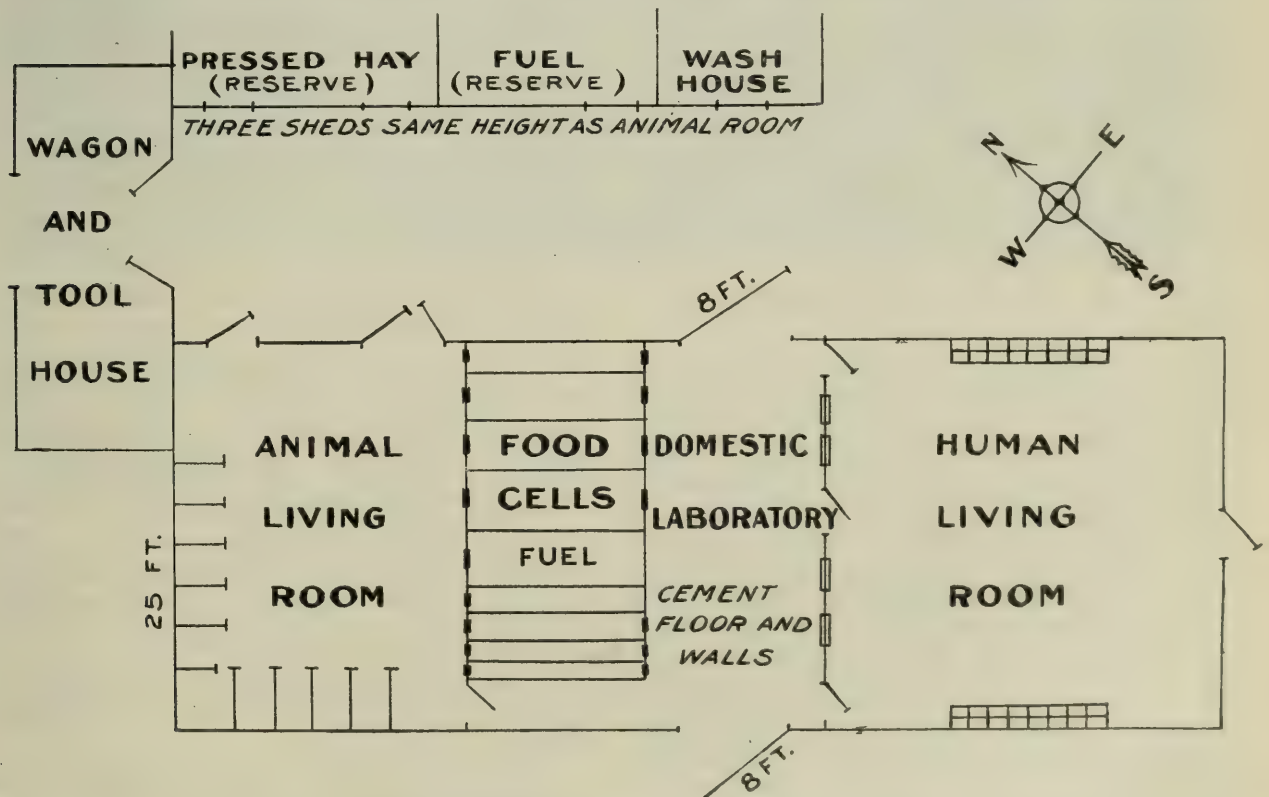 PRESSED HAY
(RESERVE)
FUEL
(RESERVE)
WASH
HOUSE
THREE SHEDS SAME HEIGHT AS ANIMAL ROOM
WAGON
AND
TOOL
HOUSE
N
E
W
S
8 FT.
ANIMAL
LIVING
ROOM
25 FT.
FOOD
CELLS
FUEL
DOMESTIC
LABORATORY
CEMENT
FLOOR AND
WALLS
HUMAN
LIVING
ROOM
8 FT.